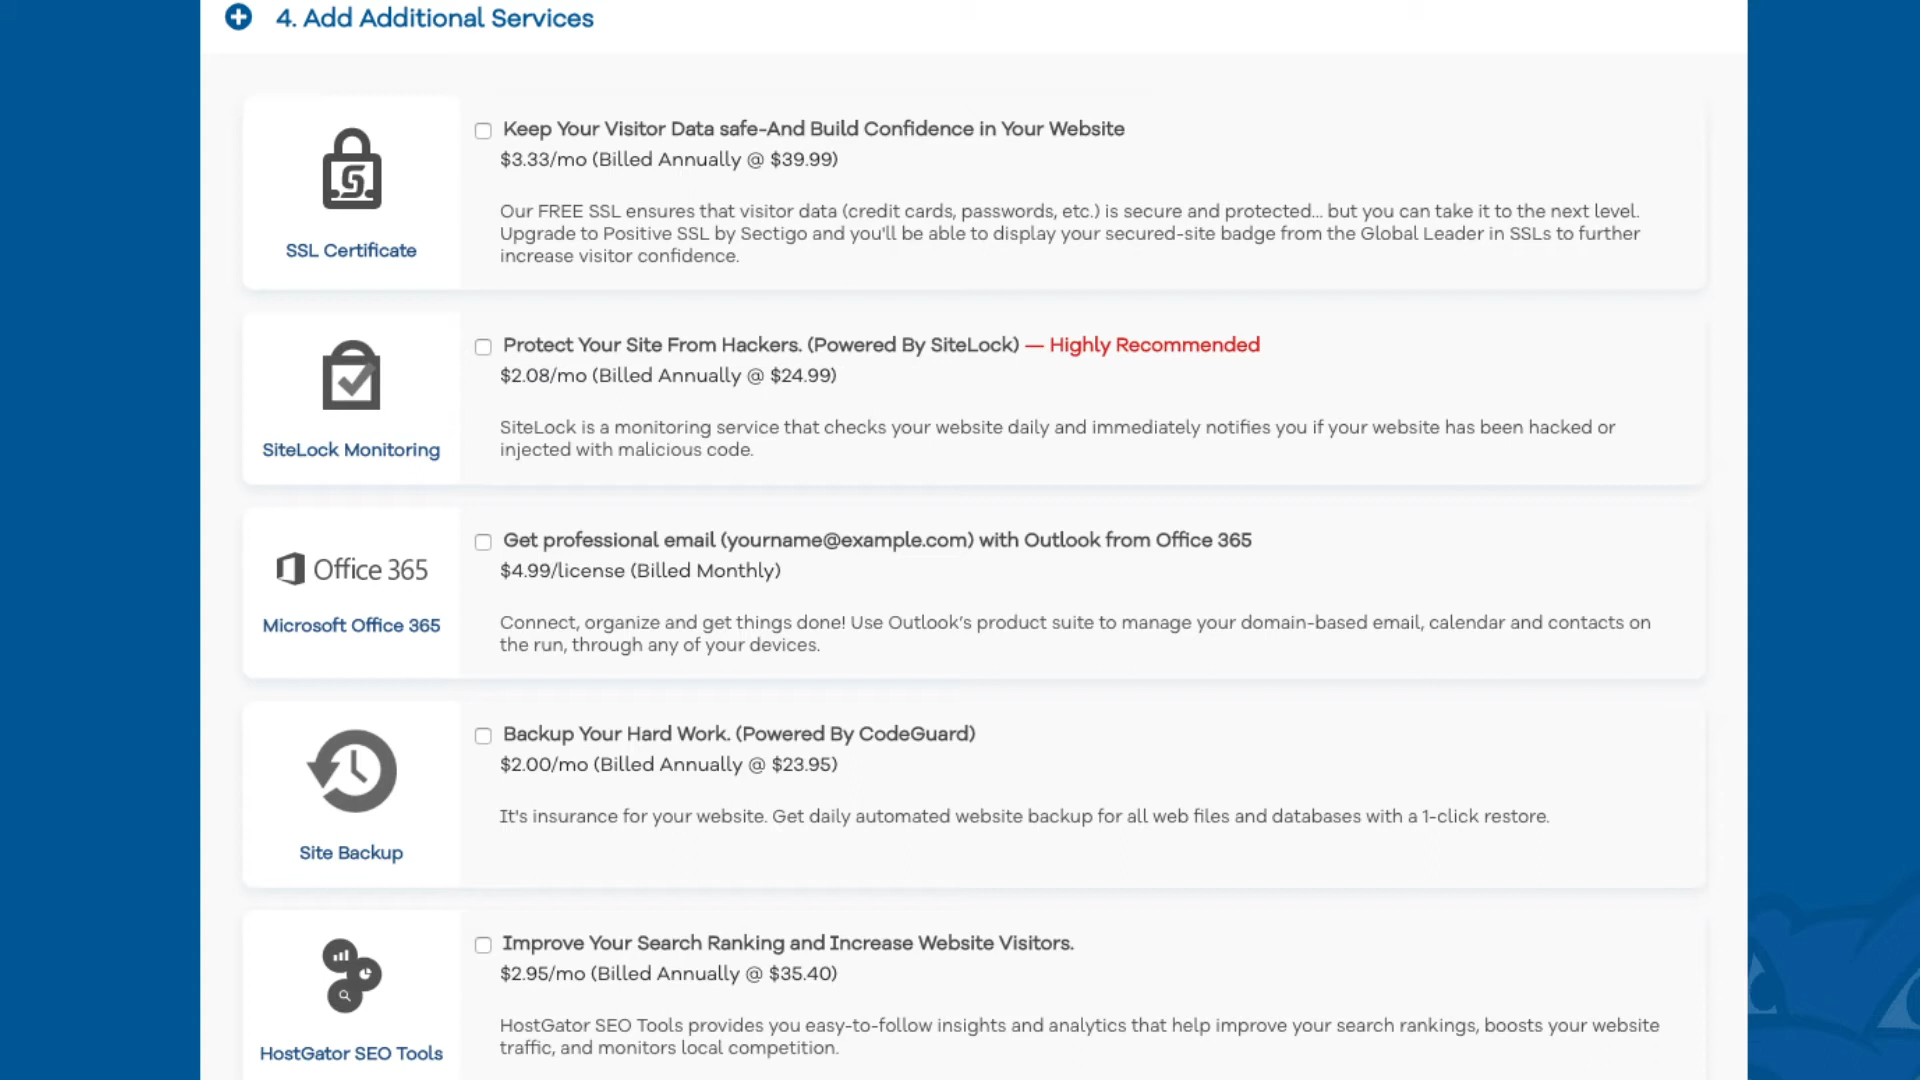 4. Add Additional Services
Keep Your Visitor Data safe-And Build Confidence in Your Website
$3.33/mo (Billed Annually @ $39.99)
Our FREE SSL ensures that visitor data (credit cards, passwords, etc.) is secure and protected... but you can take it to the next level.
Upgrade to Positive SSL by Sectigo and you'll be able to display your secured-site badge from the Global Leader in SSLs to further
increase visitor confidence.
SSL Certificate
Protect Your Site From Hackers. (Powered By SiteLock) — Highly Recommended
$2.08/mo (Billed Annually @ $24.99)
SiteLock is a monitoring service that checks your website daily and immediately notifies you if your website has been hacked or
injected with malicious code.
SiteLock Monitoring
Get professional email (yourname@example.com) with Outlook from Office 365
$4.99/license (Billed Monthly)
Office 365
Connect, organize and get things done! Use Outlook's product suite to manage your domain-based email, calendar and contacts on
the run, through any of your devices.
Microsoft Office 365
Backup Your Hard Work. (Powered By CodeGuard)
$2.00/mo (Billed Annually @ $23.95)
It's insurance for your website. Get daily automated website backup for all web files and databases with a 1-click restore.
Site Backup
Improve Your Search Ranking and Increase Website Visitors.
$2.95/mo (Billed Annually @ $35.40)
HostGator SEO Tools provides you easy-to-follow insights and analytics that help improve your search rankings, boosts your website
traffic, and monitors local competition.
HostGator SEO Tools